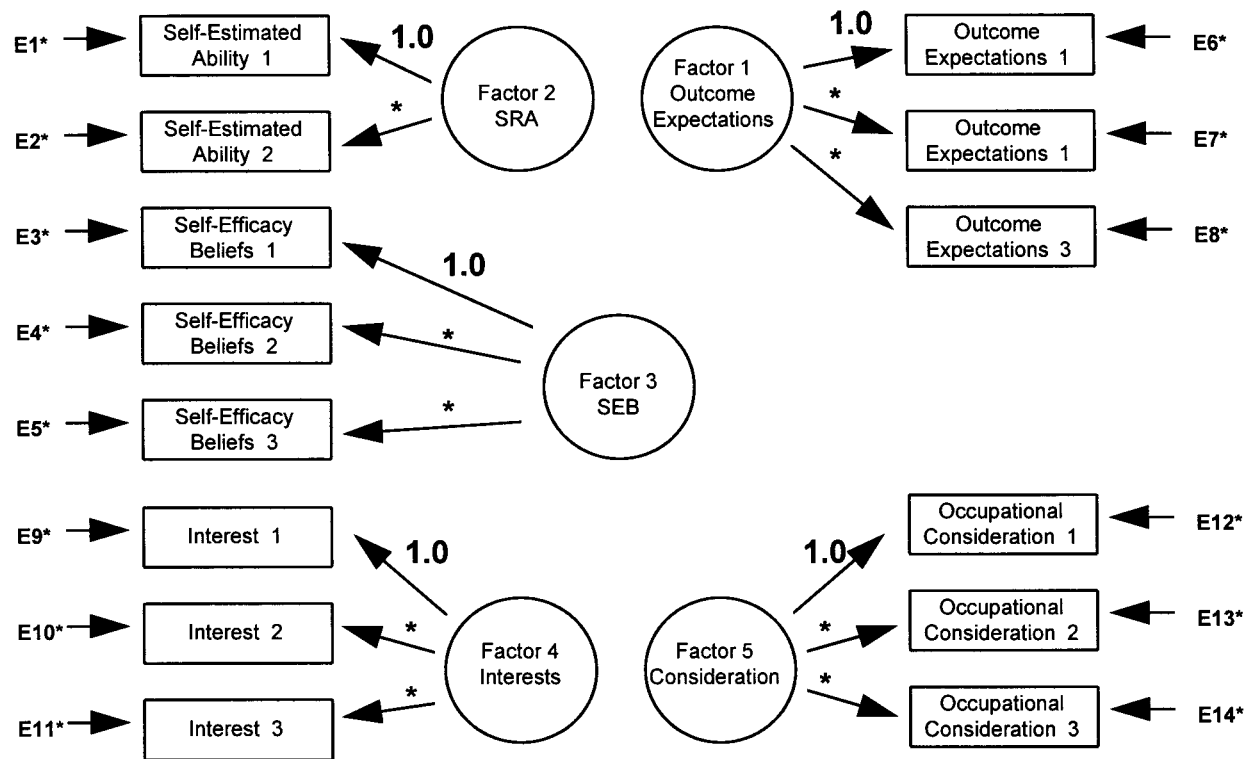 E1*
Self-Estimated
Ability 1
1.0
E2*
Self-Estimated
Ability 2
*
Factor 2
SRA
E3*
Self-Efficacy
Beliefs 1
1.0
E4*
Self-Efficacy
Beliefs 2
*
E5*
Self-Efficacy
Beliefs 3
*
Factor 3
SEB
Factor 1
Outcome
Expectations
1.0
Outcome
Expectations 1
E6*
*
Outcome
Expectations 1
E7*
*
Outcome
Expectations 3
E8*
E9*
Interest 1
1.0
E10*
Interest 2
*
E11*
Interest 3
*
Factor 4
Interests
Factor 5
Consideration
1.0
Occupational
Consideration 1
E12*
*
Occupational
Consideration 2
E13*
*
Occupational
Consideration 3
E14*